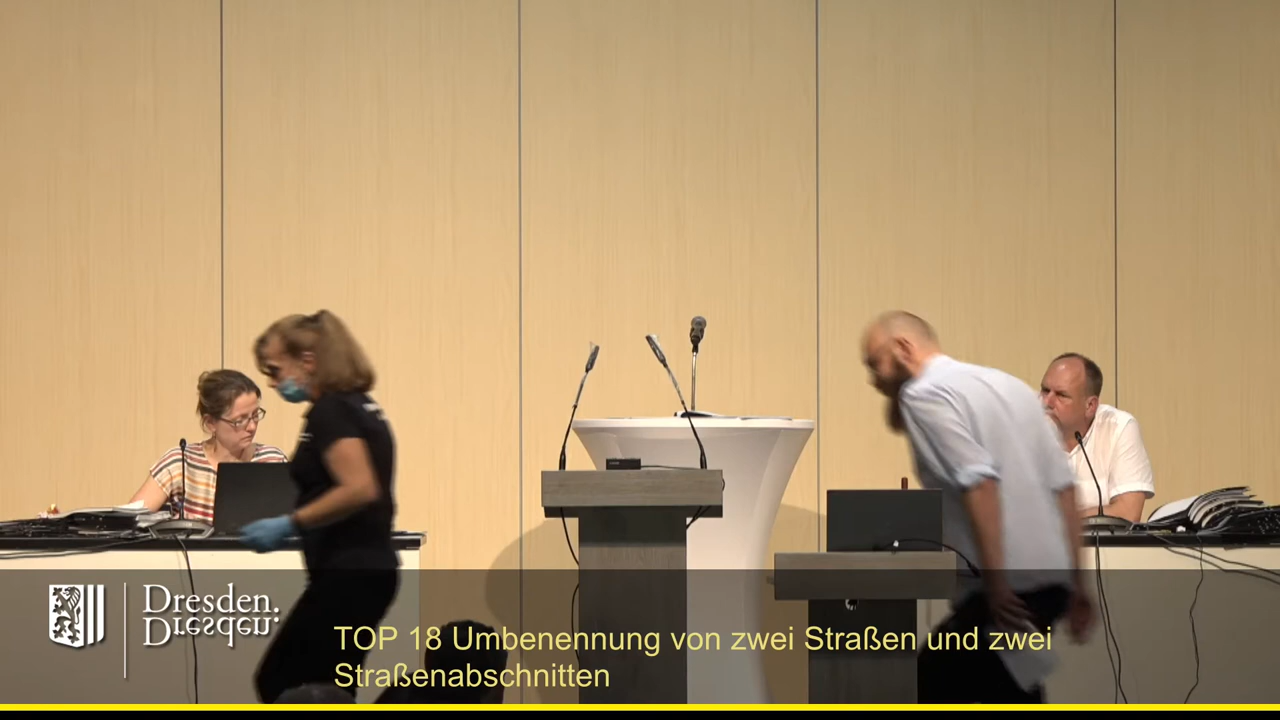 Dresden.
Dresden.
TOP 18 Umbenennung von zwei Straßen und zwei
Straßenabschnitten